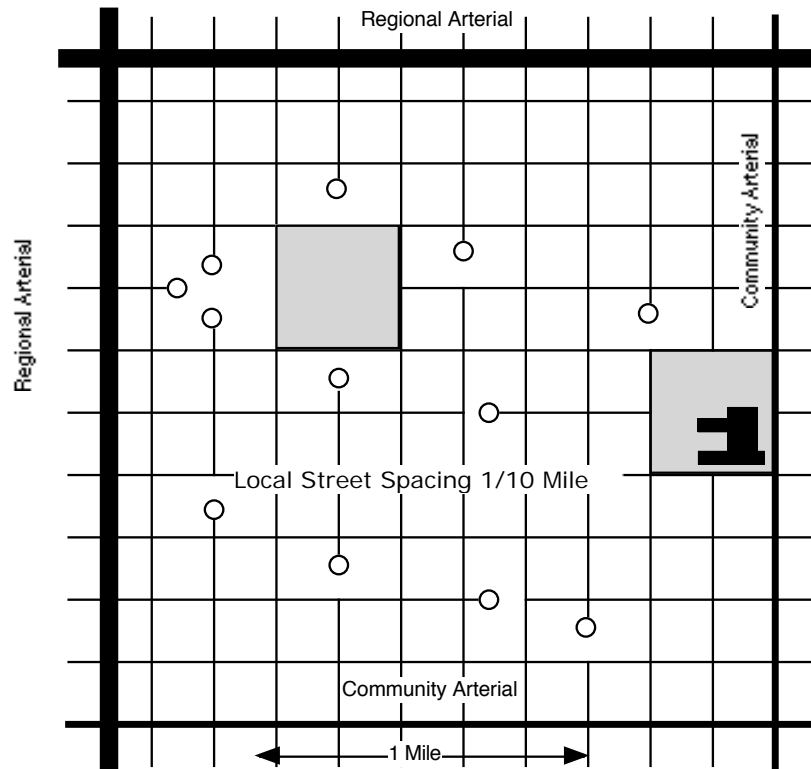 Regional Arterial
Community Arterial
Regional Arterial
Local Street Spacing 1/10 Mile
Community Arterial
1 Mile